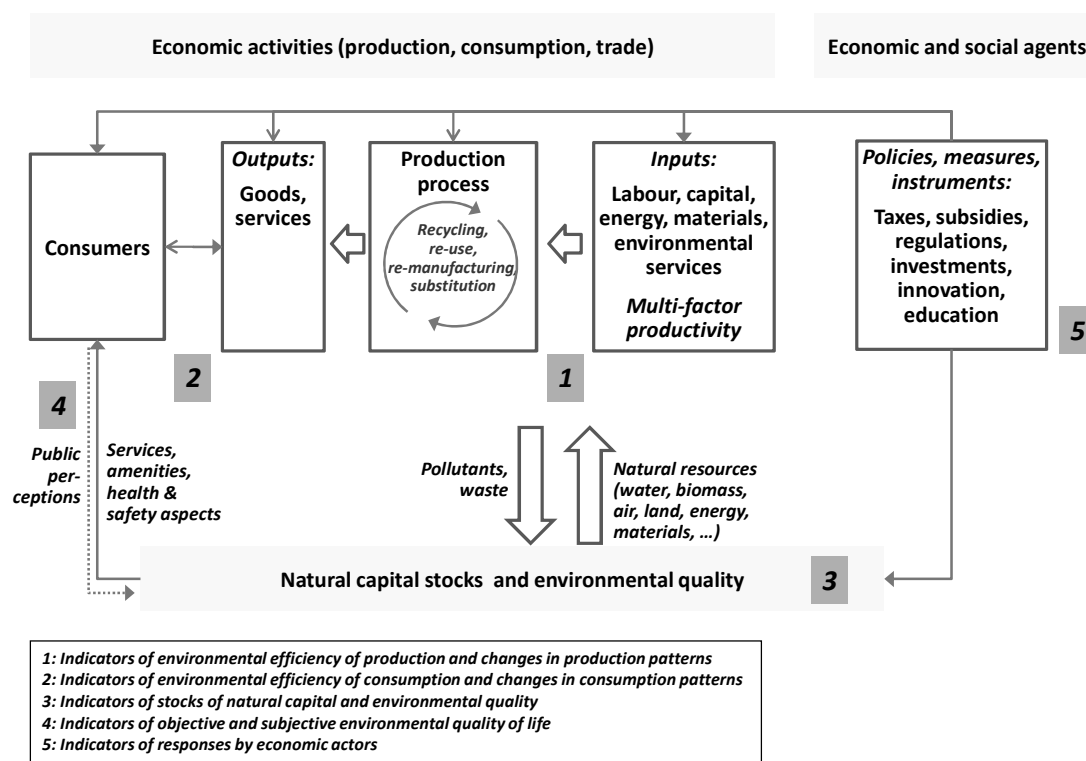 Economic activities (production, consumption, trade)
Economic and social agents
Consumers
Outputs:
Goods,
services
Production
process
Recycling,
re-use,
re-manufacturing,
substitution
Inputs:
Labour, capital,
energy, materials,
environmental
services
Multi-factor
productivity
Policies, measures,
instruments:
Taxes, subsidies,
regulations,
investments,
innovation,
education
5
2
1
4
Public
per-
ceptions
Services,
amenities,
health &
safety aspects
Pollutants,
waste
Natural resources
(water, biomass,
air, land, energy,
materials, …)
Natural capital stocks and environmental quality
3
1: Indicators of environmental efficiency of production and changes in production patterns
2: Indicators of environmental efficiency of consumption and changes in consumption patterns
3: Indicators of stocks of natural capital and environmental quality
4: Indicators of objective and subjective environmental quality of life
5: Indicators of responses by economic actors